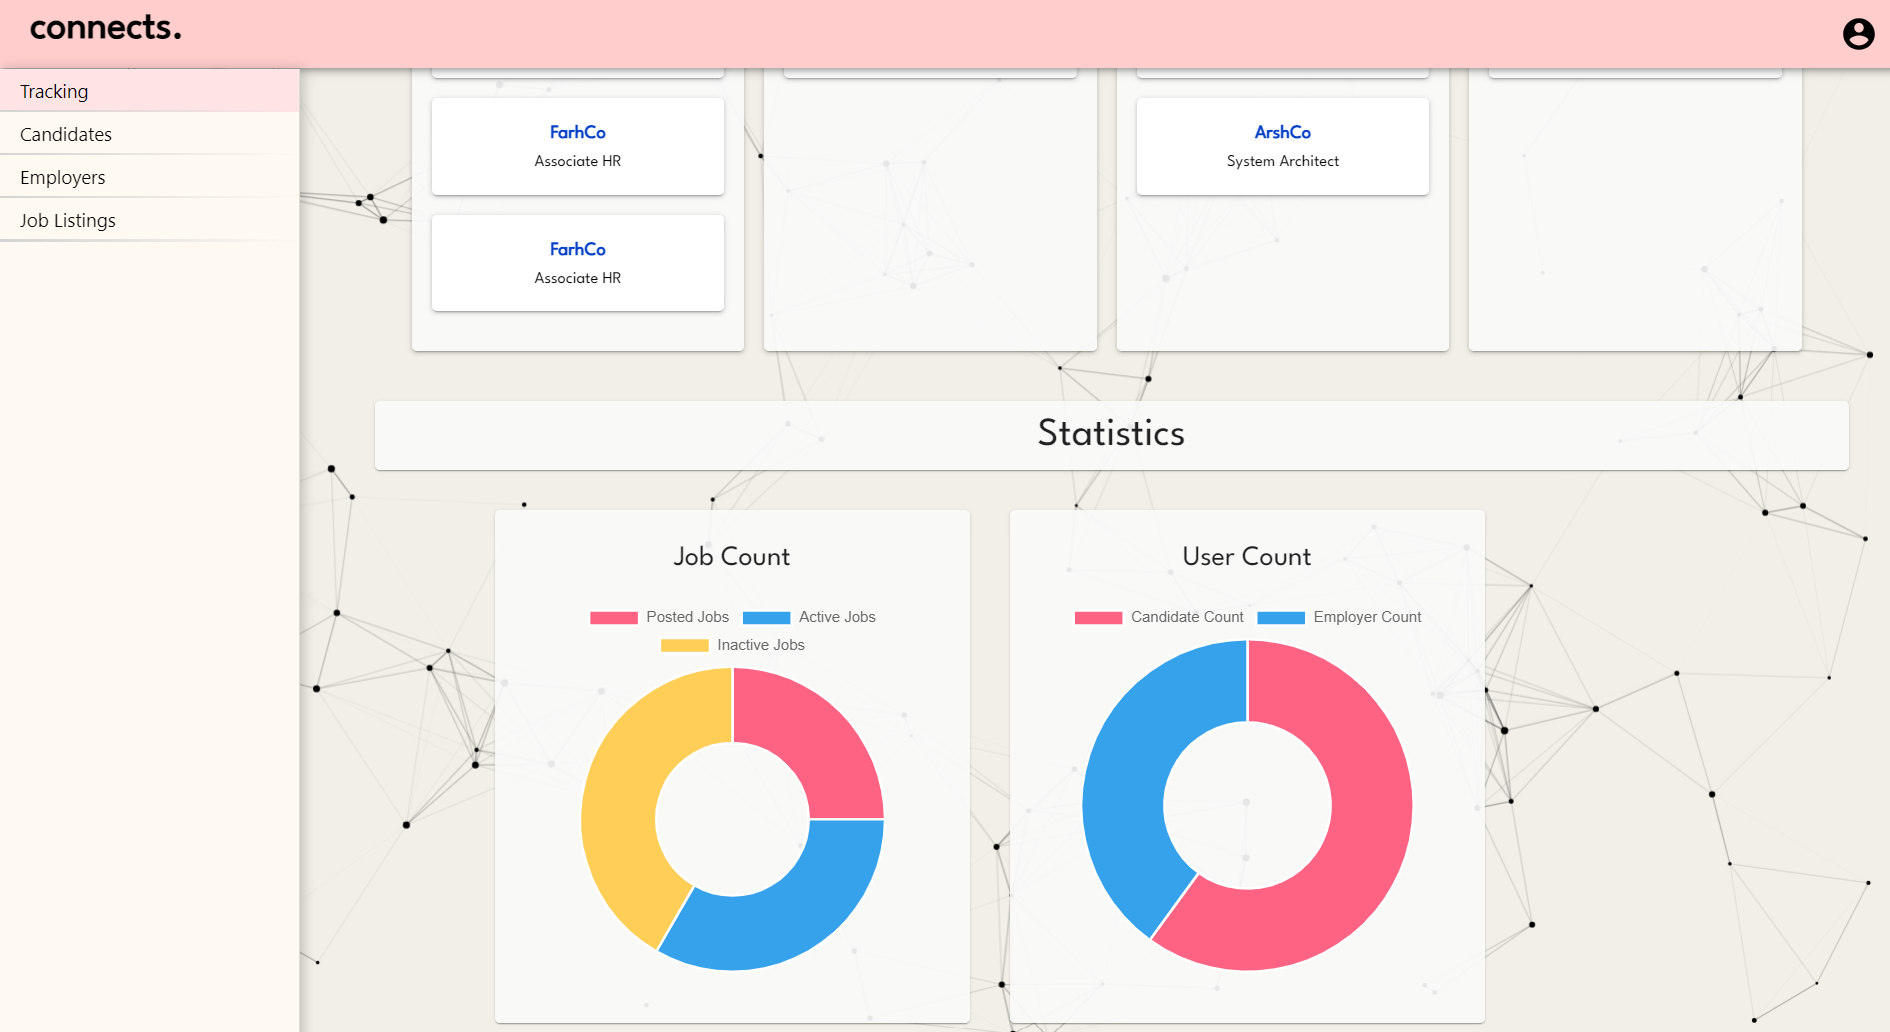 connects.
Tracking
Candidates
Employers
Job Listings
FarhCo
Associate HR
ArshCo
System Architect
FarhCo
Associate HR
Statistics
Job Count
Posted Jobs Active Jobs
Inactive Jobs
User Count
Candidate Count Employer Count